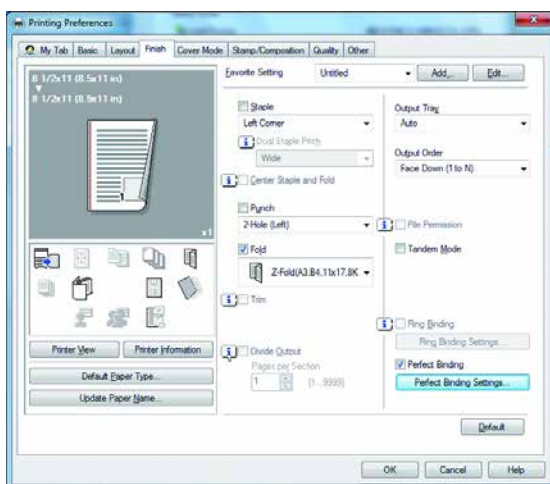 Printing Preferences
My Tab
Basic
Layout
Finish
Cover Mode
Stamp/Composition
Quality
Other
8 1/2x11 (8.5x11 in)
8 1/2x11 (8.5x11 in)
1
x1
Printer View
Printer Information
Default Paper Type...
Update Paper Name...
Favorite Setting
Untitled
Add...
Edit...
Staple
Left Corner
Dual Staple Pitch
Wide
Center Staple and Fold
Punch
2-Hole (Left)
Fold
Z-Fold(A3.B4.11x17.8K
Trim
Divide Output
Pages per Section
1
[1...9999]
Output Tray
Auto
Output Order
Face Down (1 to N)
File Permission
Tandem Mode
Ring Binding
Ring Binding Settings...
Perfect Binding
Perfect Binding Settings...
Default
OK
Cancel
Help